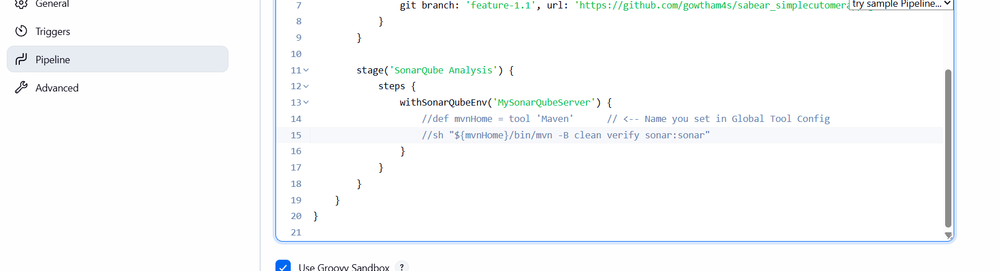 General
Triggers
Pipeline
Advanced
try sample Pipeline...
7 git branch: 'feature-1.1', url: 'https://github.com/gowtham4s/sabear_simplecutomera
8 }
9 }
10
11 stage('SonarQube Analysis') {
12 steps {
13 withSonarQubeEnv('MySonarQubeServer') {
14 //def mvnHome = tool 'Maven' // <-- Name you set in Global Tool Config
15 //sh "${mvnHome}/bin/mvn -B clean verify sonar:sonar"
16 }
17 }
18 }
19 }
20 }
21
Use Groovy Sandbox ?